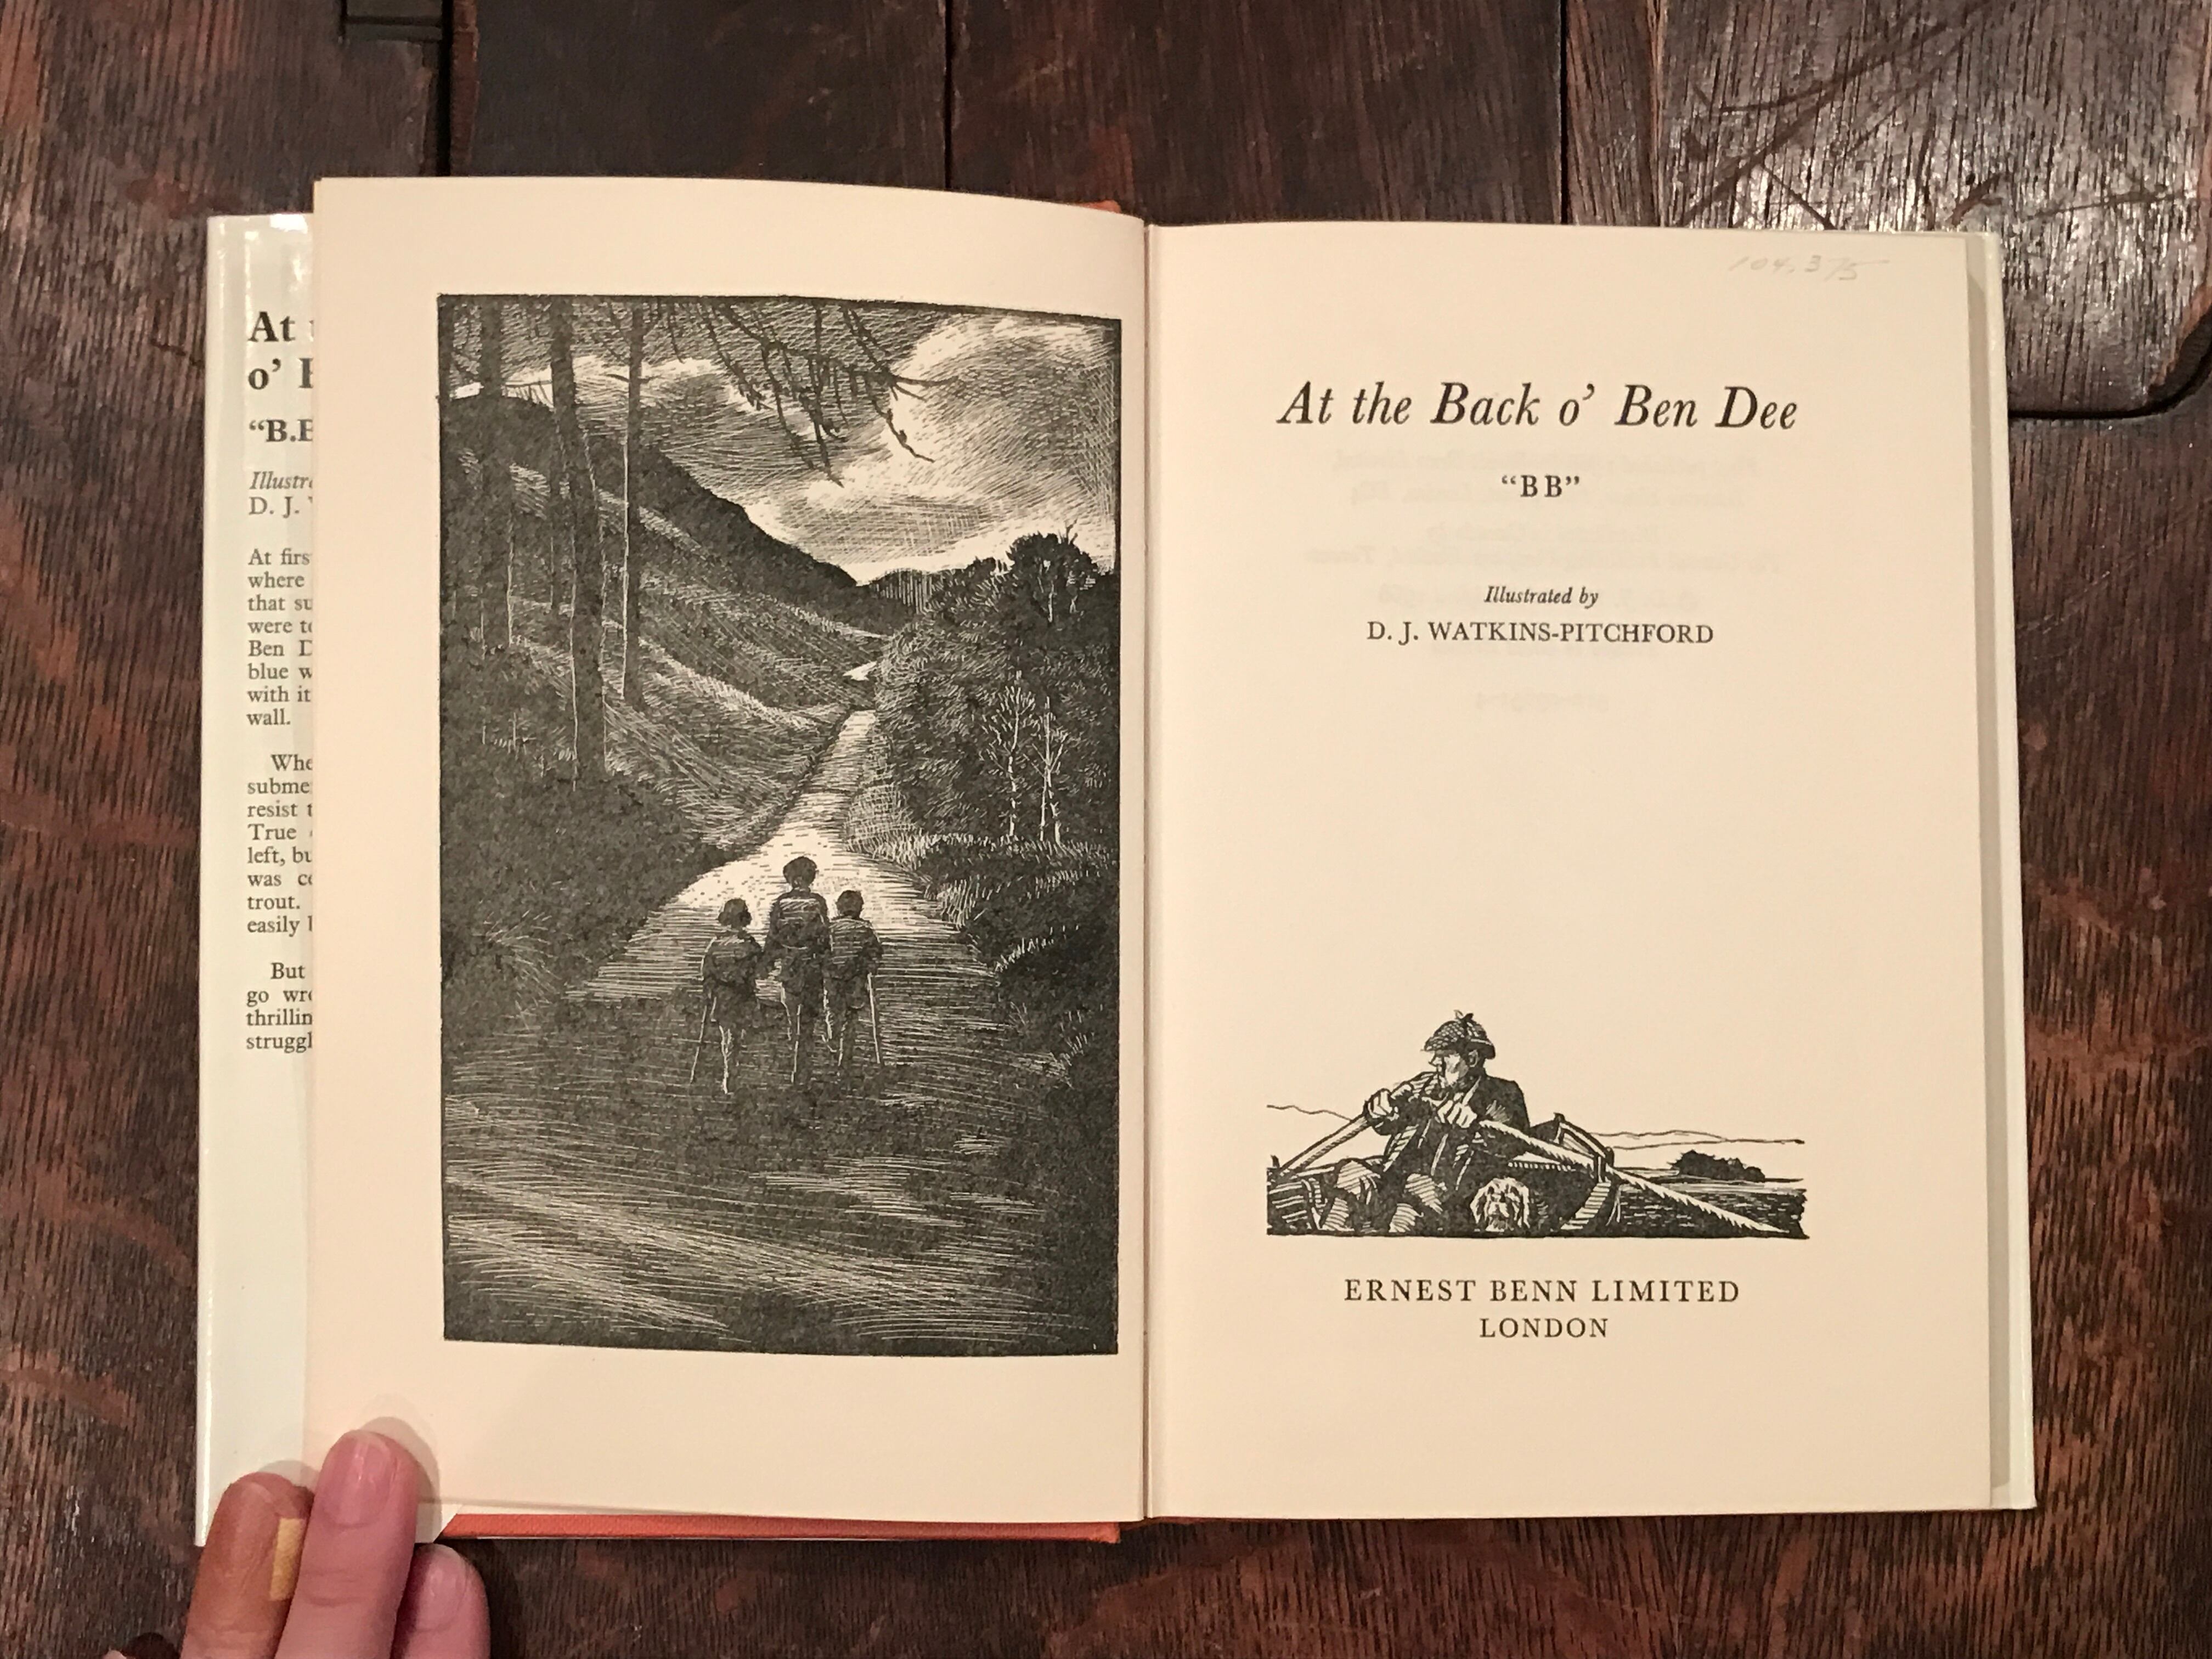 At
o'
"B.
Illustr
D. J.
At firs
where
that su
were to
Ben D
blue w
with it
wall.
Whe
subme
resist t
True
left, bu
was co
trout.
easily
But
go wro
thrillin
struggl
104.375
At the Back o' Ben Dee
"BB"
Illustrated by
D. J. WATKINS-PITCHFORD
ERNEST BENN LIMITED
LONDON